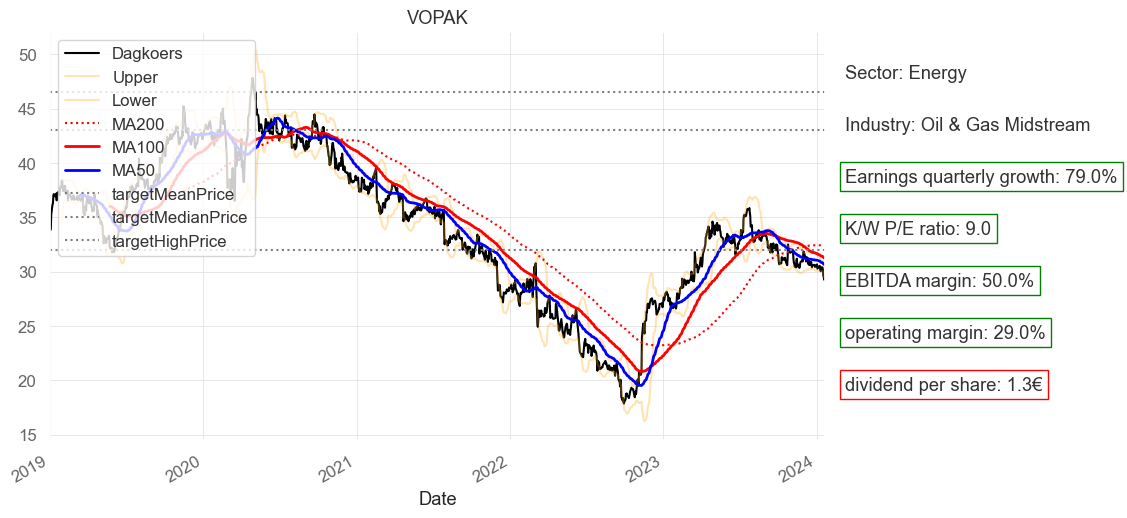 VOPAK
50
45
40
35
30
25
20
15
Dagkoers
Upper
Lower
MA200
MA100
MA50
targetMeanPrice
targetMedianPrice
targetHighPrice
2019
2020
2021
2022
2023
2024
Date
Sector: Energy
Industry: Oil & Gas Midstream
Earnings quarterly growth: 79.0%
K/W P/E ratio: 9.0
EBITDA margin: 50.0%
operating margin: 29.0%
dividend per share: 1.3€